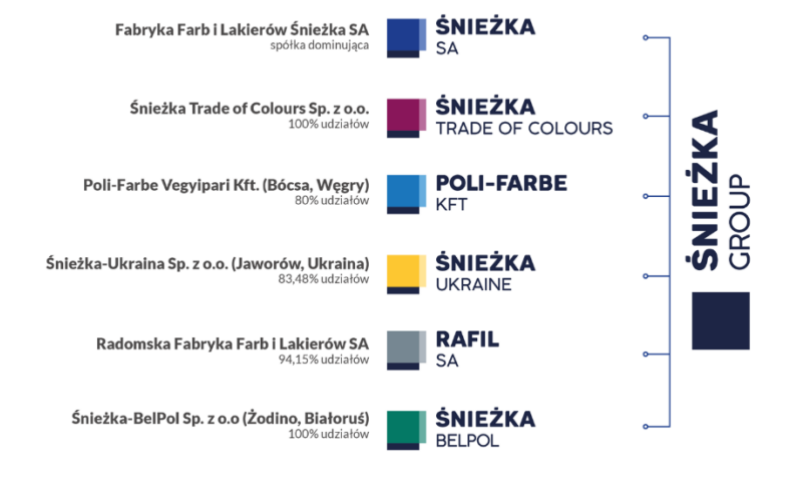 Fabryka Farb i Lakierów Śnieżka SA
spółka dominująca
ŚNIEŻKA
SA
Śnieżka Trade of Colours Sp. z o.o.
100% udziałów
ŚNIEŻKA
TRADE OF COLOURS
Poli-Farbe Vegyipari Kft. (Bócsa, Węgry)
80% udziałów
POLI-FARBE
KFT
Śnieżka-Ukraina Sp. z o.o. (Jaworów, Ukraina)
83,48% udziałów
ŚNIEŻKA
UKRAINE
Radomska Fabryka Farb i Lakierów SA
94,15% udziałów
RAFIL
SA
Śnieżka-BelPol Sp. z o.o (Żodino, Białoruś)
100% udziałów
ŚNIEŻKA
BELPOL
ŚNIEŻKA
GROUP